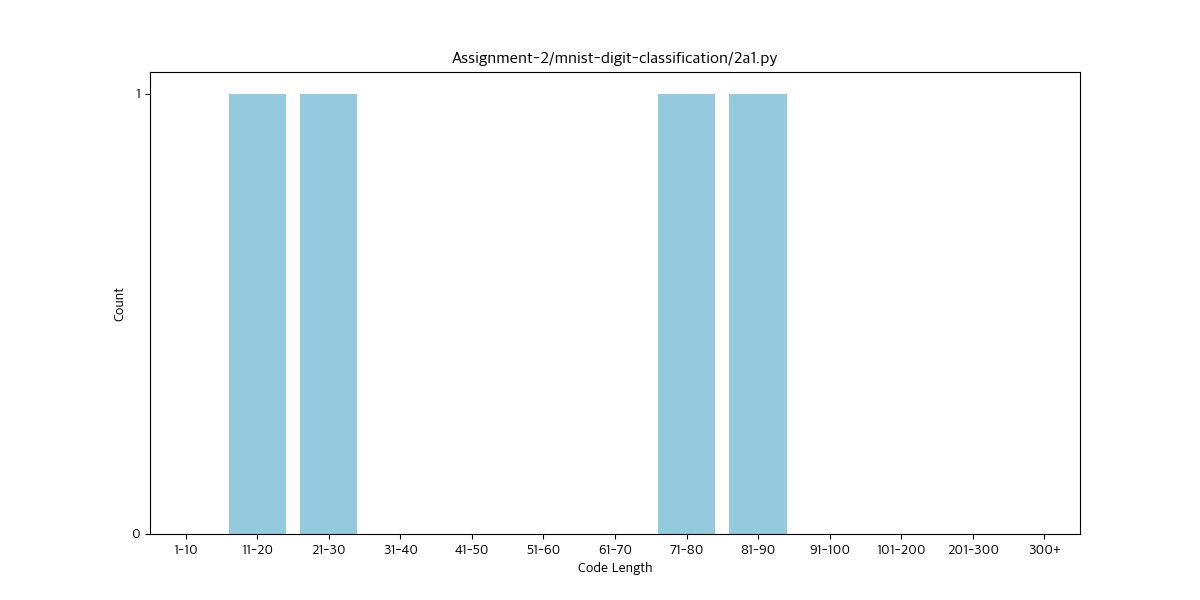 Assignment-2/mnist-digit-classification/2a1.py
1
Count
0
1-10 11-20 21-30 31-40 41-50 51-60 61-70 71-80 81-90 91-100 101-200 201-300 300+
Code Length